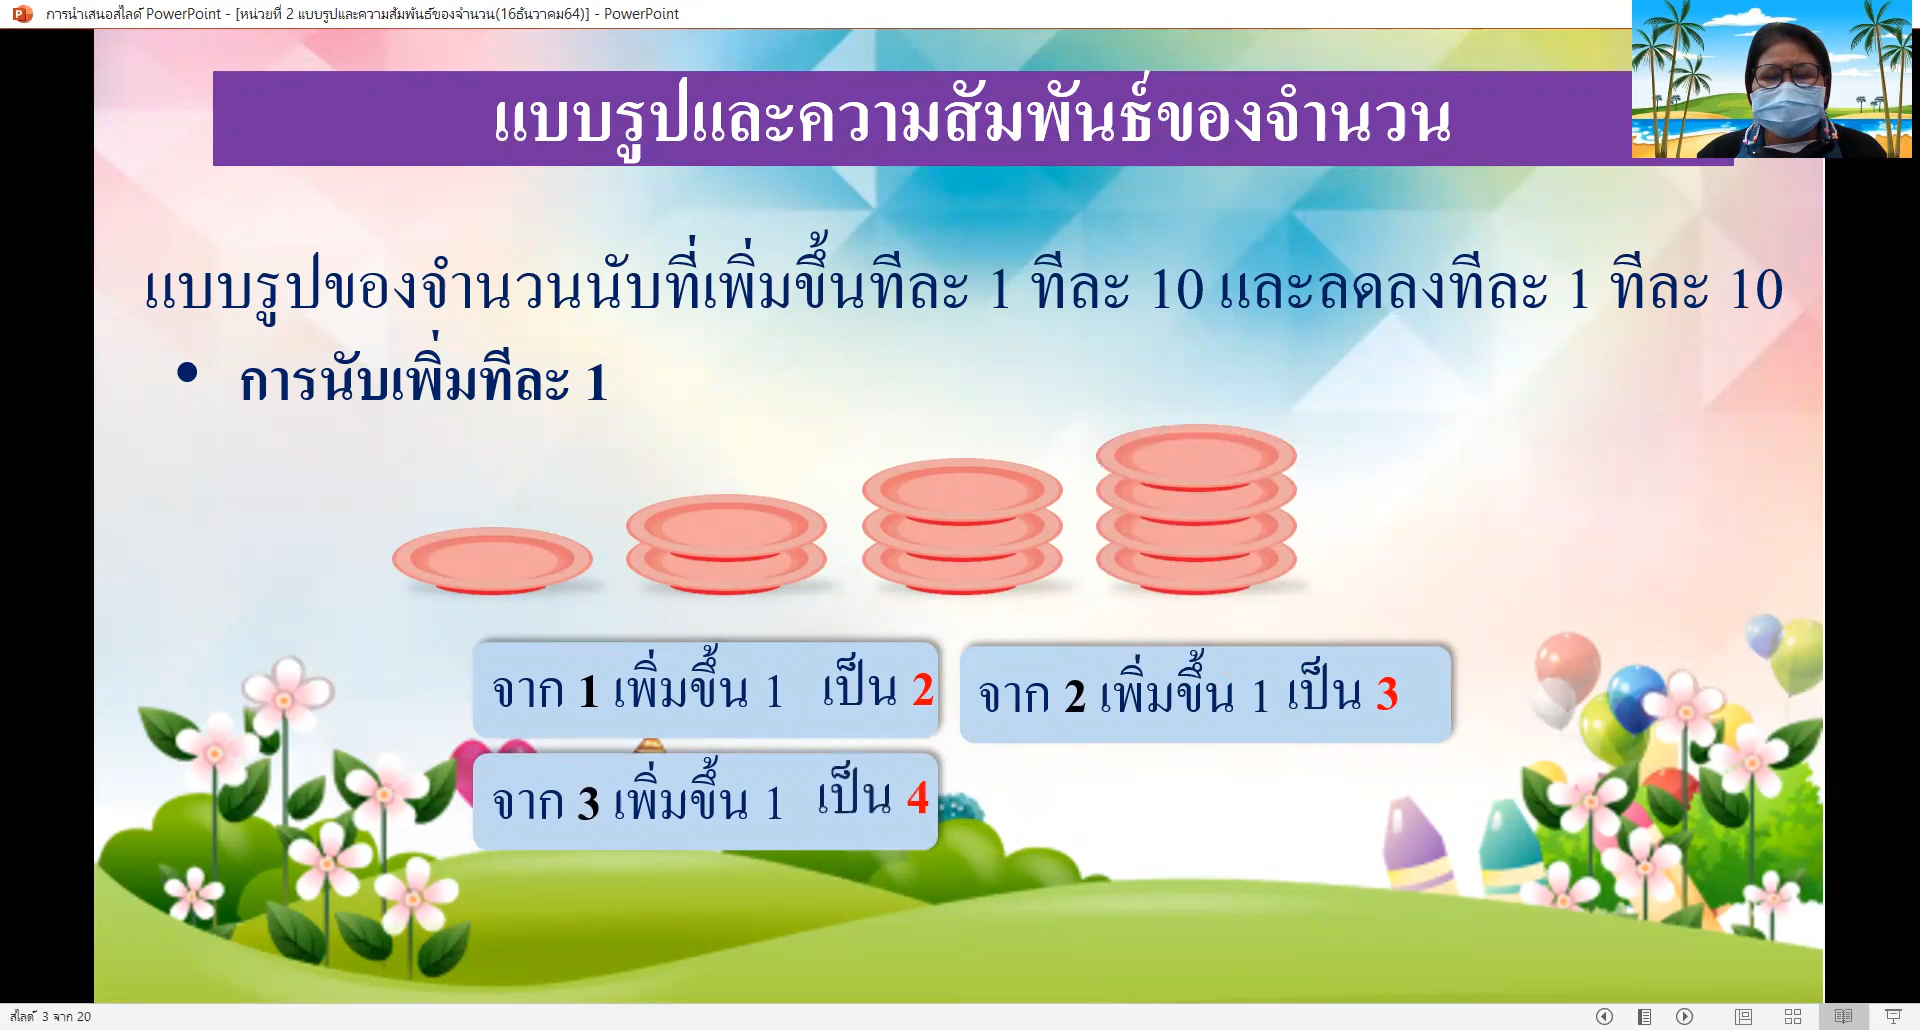 การนำเสนอสไลด์ PowerPoint - [หน่วยที่ 2 แบบรูปและความสัมพันธ์ของจำนวน(16ธันวาคม64)] - PowerPoint
แบบรูปและความสัมพันธ์ของจำนวน
แบบรูปของจำนวนนับที่เพิ่มขึ้นทีละ 1 ทีละ 10 และลดลงทีละ 1 ทีละ 10
• การนับเพิ่มทีละ 1
จาก 1 เพิ่มขึ้น 1 เป็น 2
จาก 2 เพิ่มขึ้น 1 เป็น 3
จาก 3 เพิ่มขึ้น 1 เป็น 4
สไลด์ 3 จาก 20